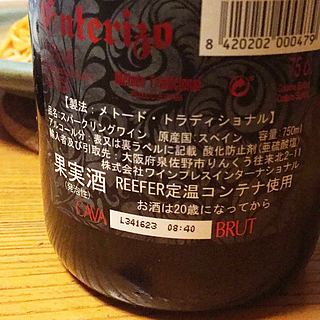 Enterizo
8 420202 000479
75 cl
【製法：メトード・トラディショナル】
品名：スパークリングワイン 原産国：スペイン 容量：750ml
アルコール分：裏又は裏ラベルに記載 酸化防止剤(亜硫酸塩)
輸入者及び引取先：大阪府泉佐野市りんくう往来北2-1
株式会社ワインプレスインターナショナル
果実酒 REEFER定温コンテナ使用
(発泡性)
お酒は20歳になってから
CAVA L341623 08:40 BRUT